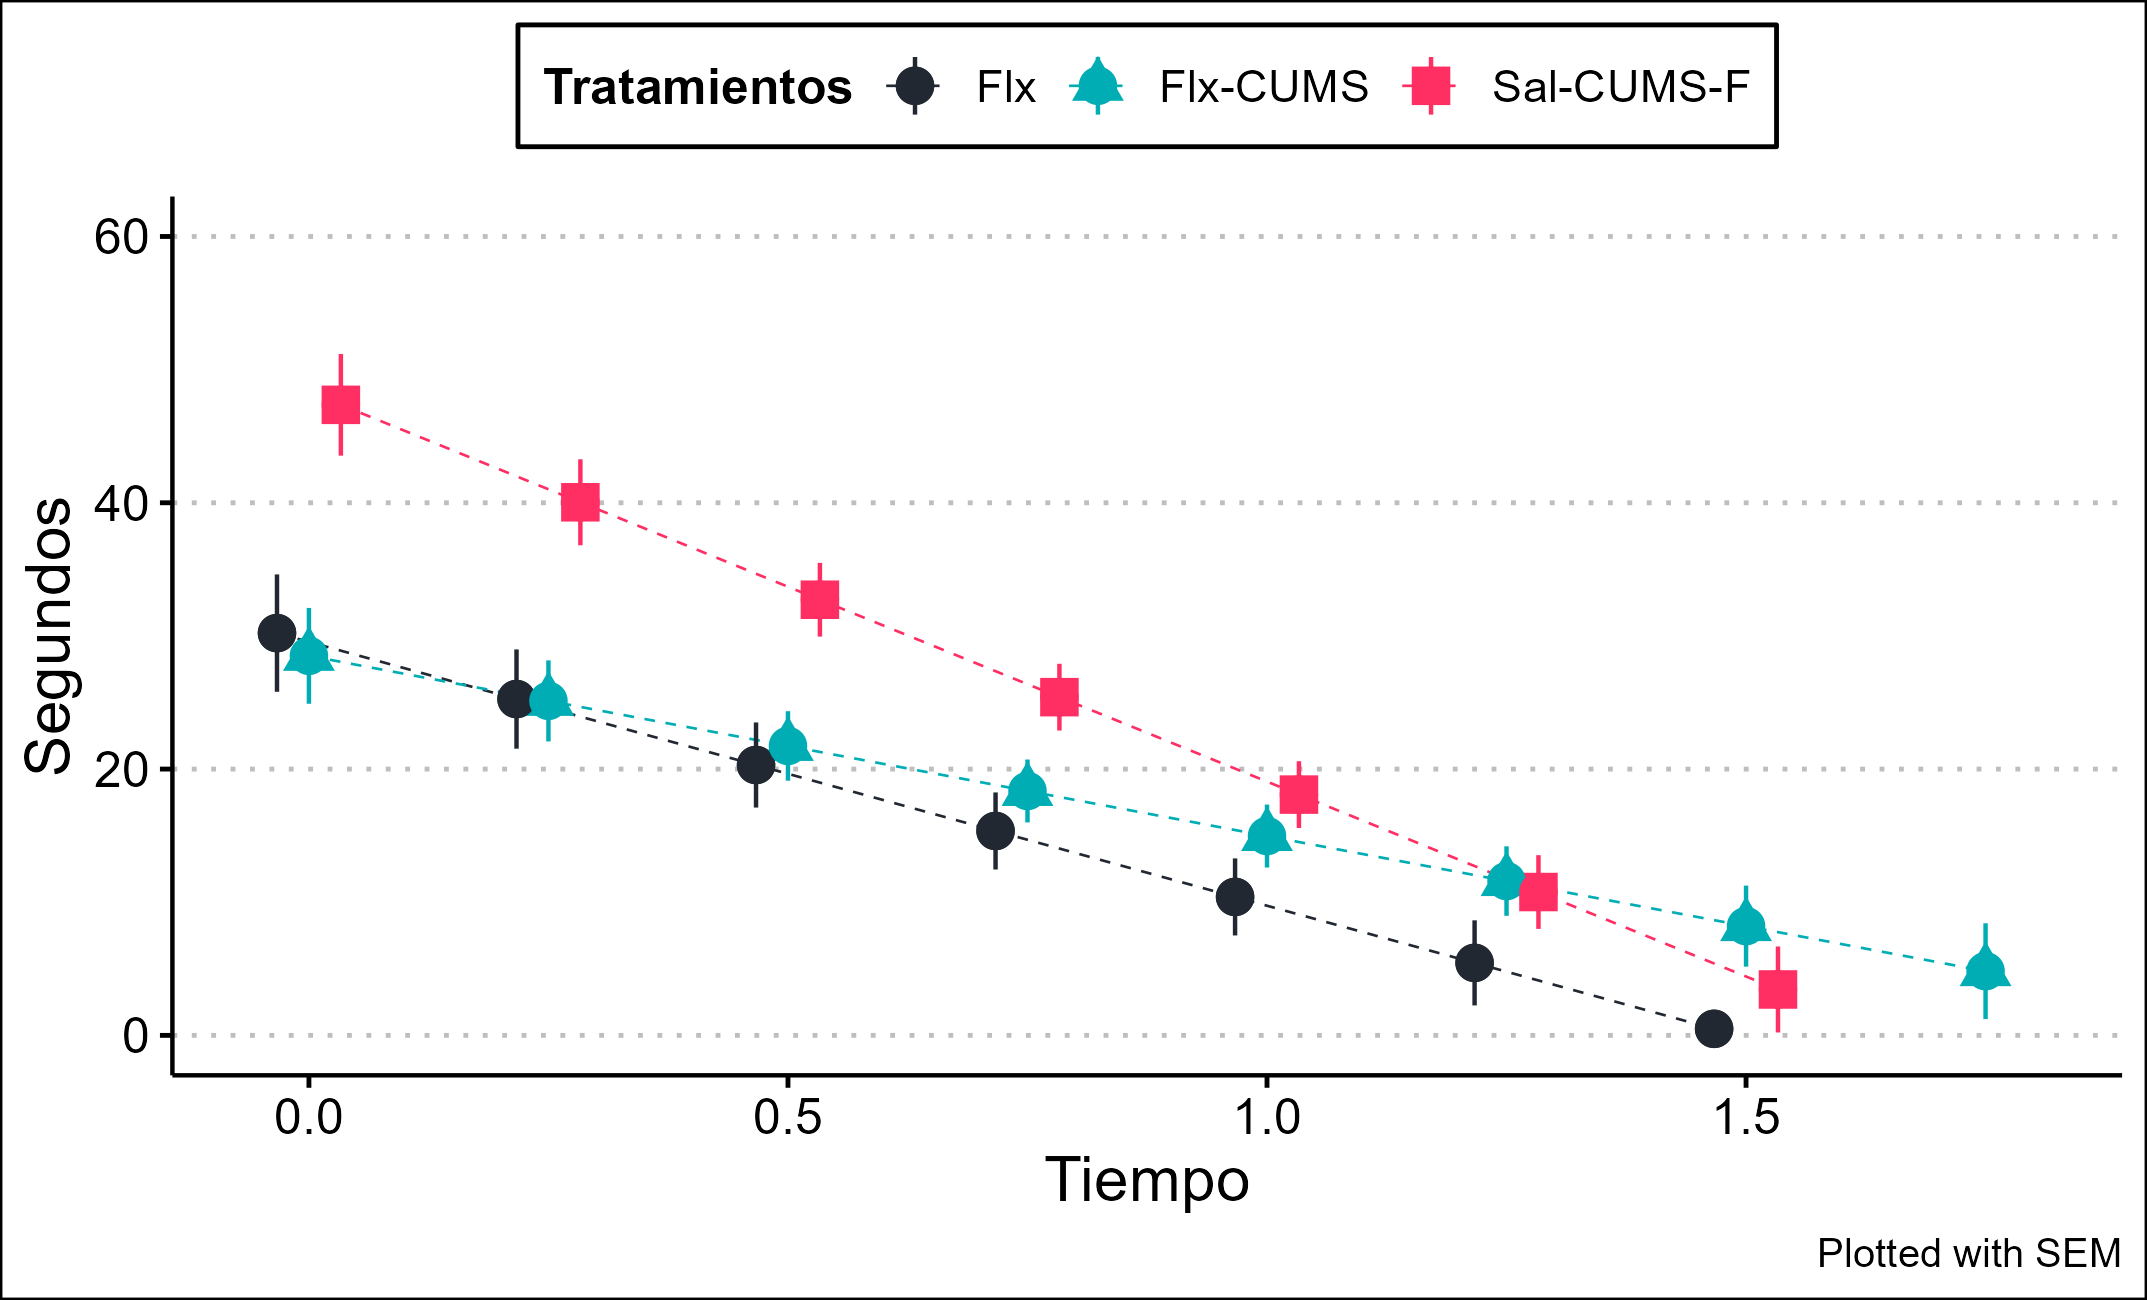 Tratamientos Flx Flx-CUMS Sal-CUMS-F
Segundos
60
40
20
0
0.0 0.5 1.0 1.5
Tiempo
Plotted with SEM